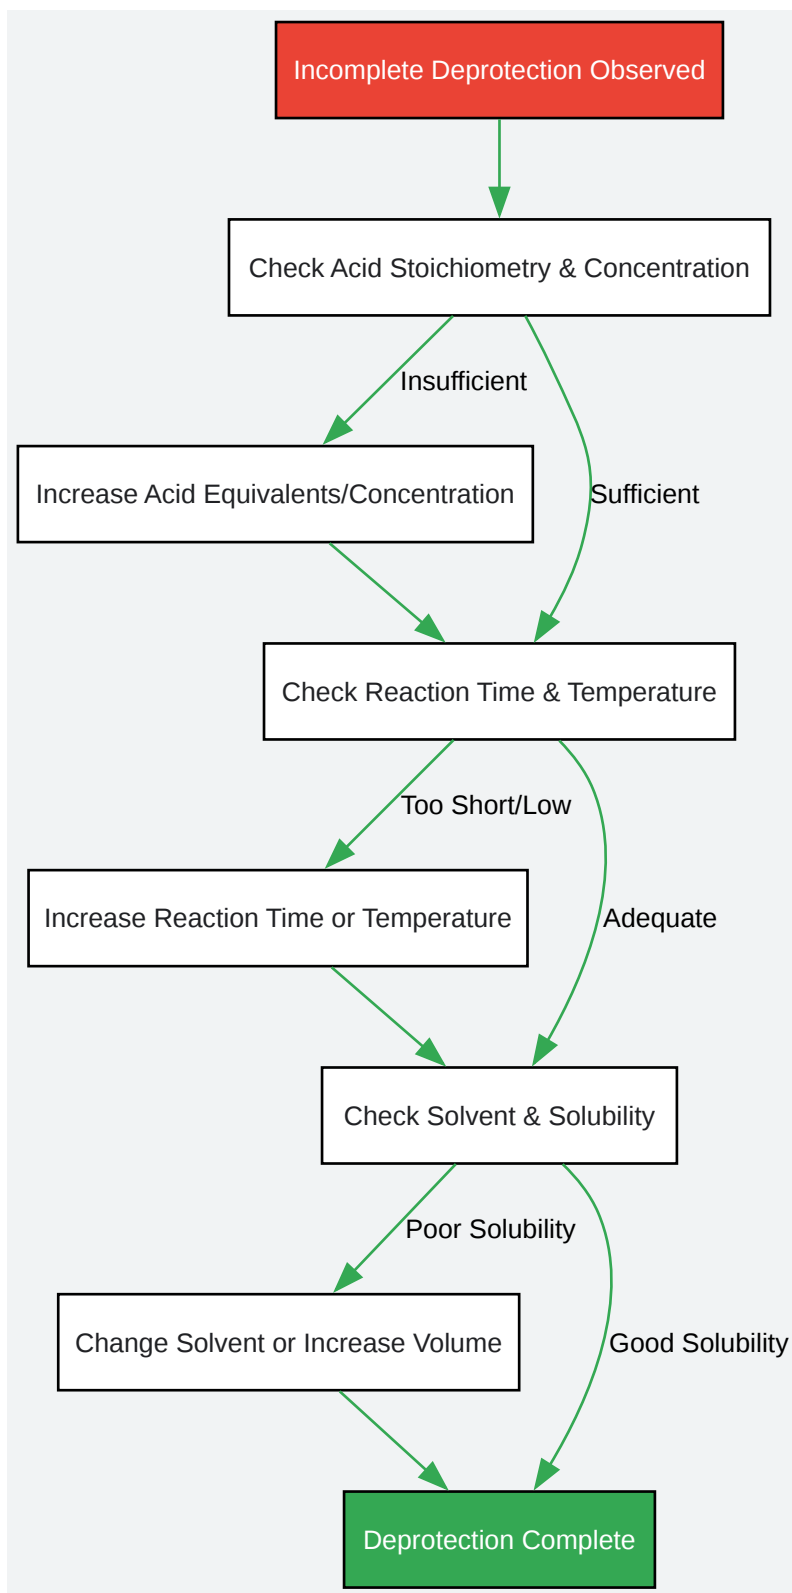 Incomplete Deprotection Observed
Check Acid Stoichiometry & Concentration
Insufficient
Increase Acid Equivalents/Concentration
Sufficient
Check Reaction Time & Temperature
Too Short/Low
Increase Reaction Time or Temperature
Adequate
Check Solvent & Solubility
Poor Solubility
Change Solvent or Increase Volume
Good Solubility
Deprotection Complete